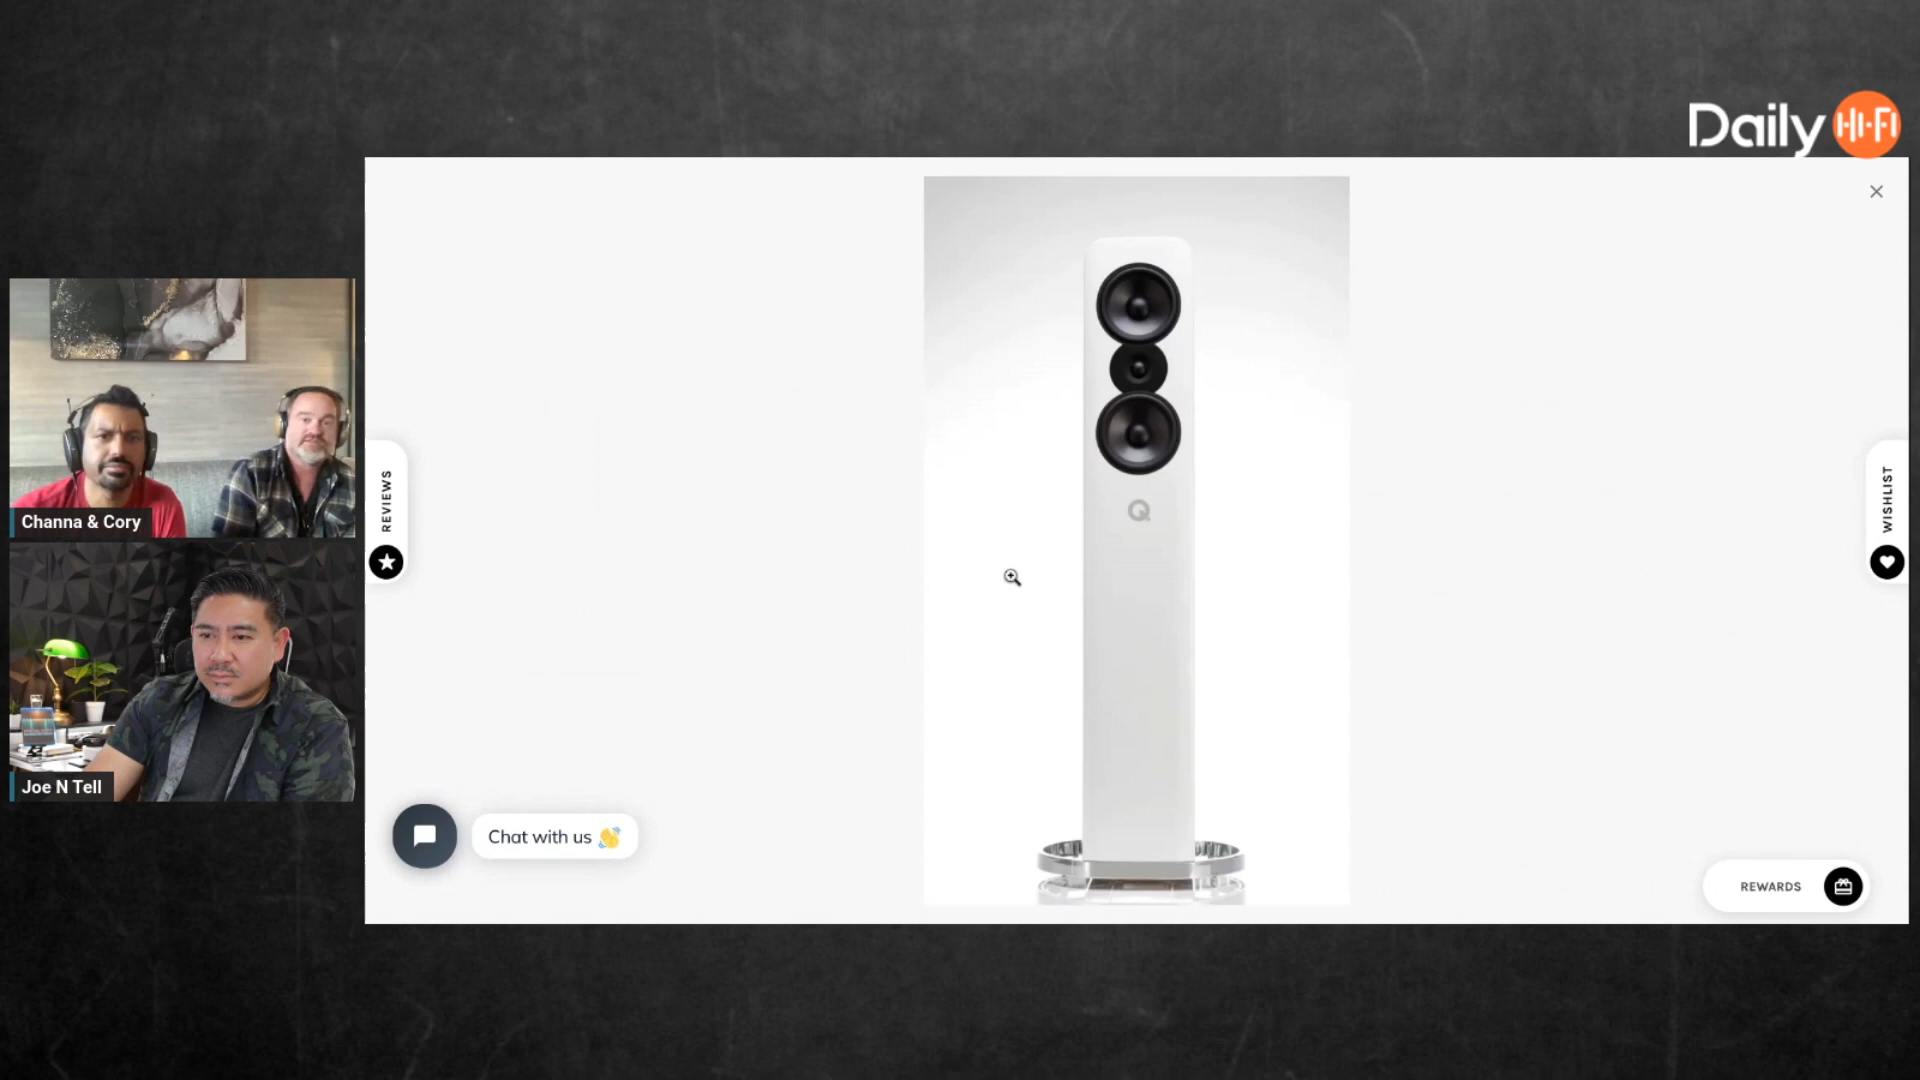 Daily HI-FI
REVIEWS
WISHLIST
Q
Channa & Cory
Joe N Tell
Chat with us 👋
REWARDS